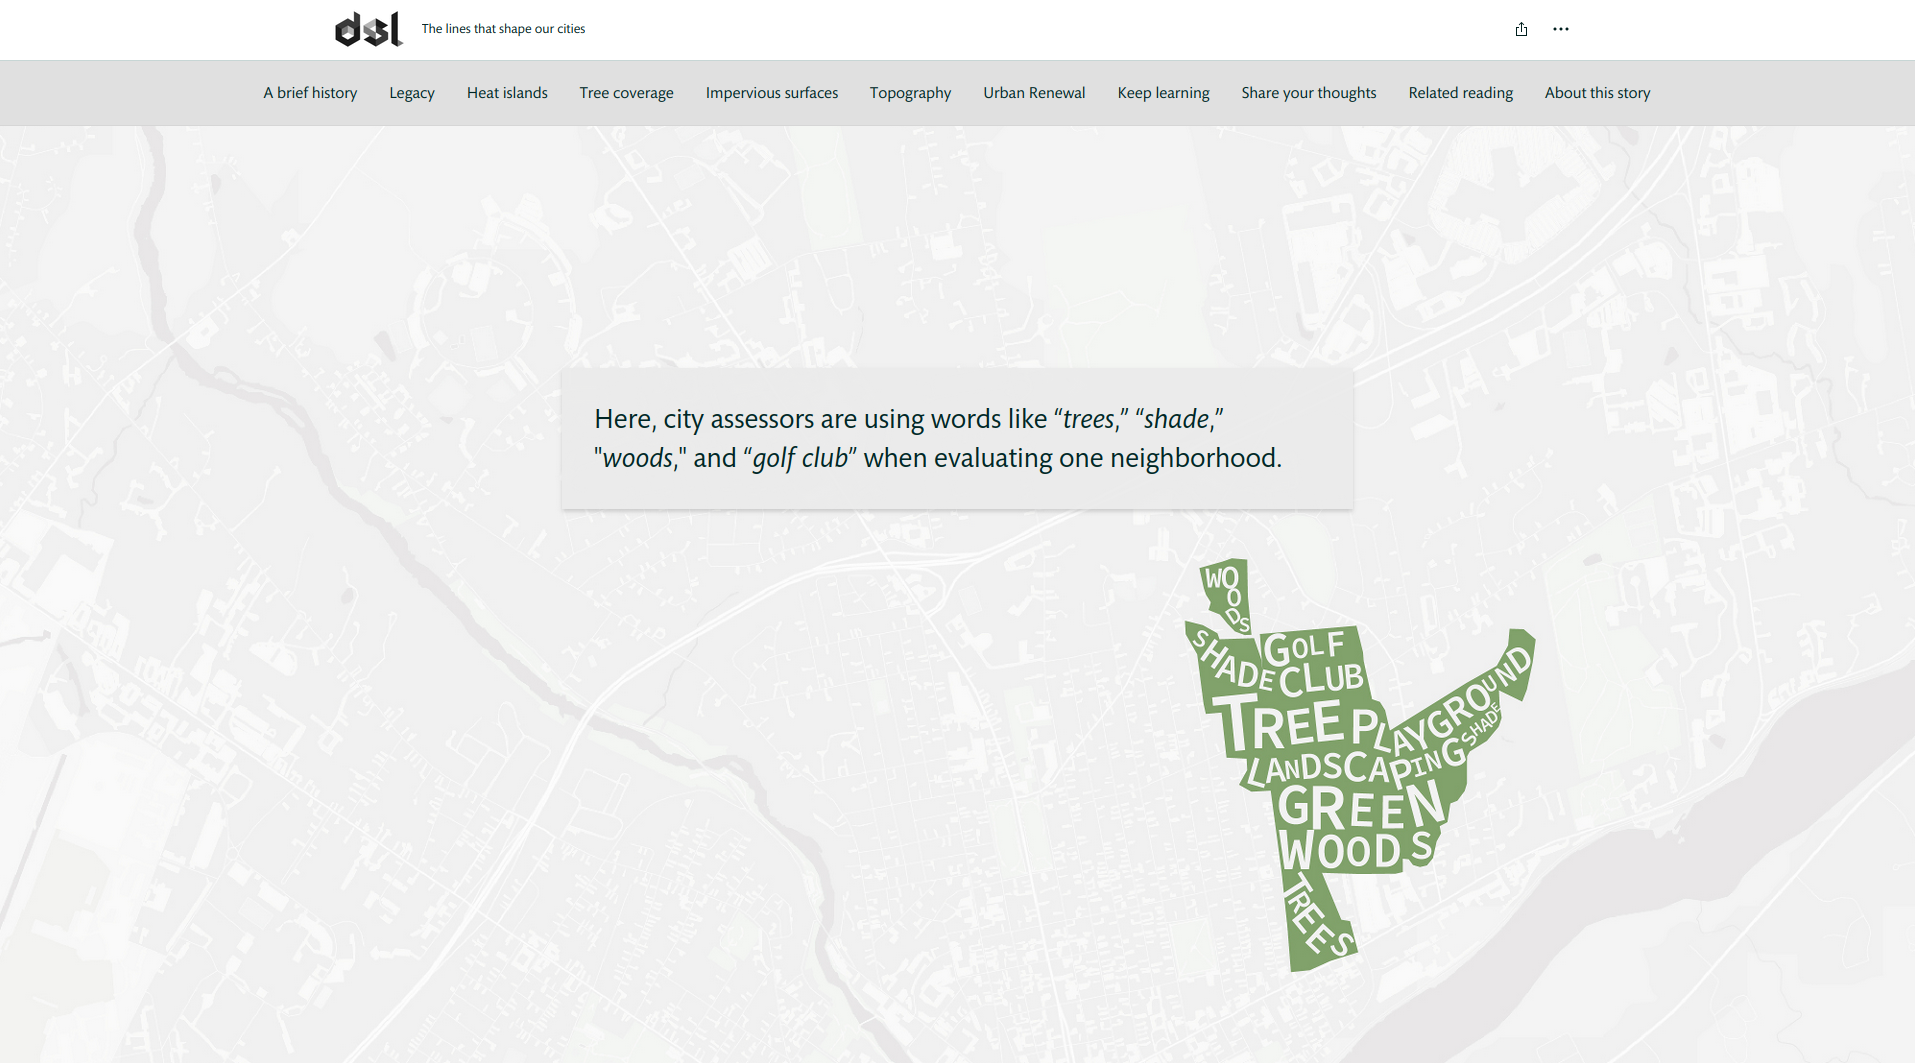 dsl
The lines that shape our cities
A brief history
Legacy
Heat islands
Tree coverage
Impervious surfaces
Topography
Urban Renewal
Keep learning
Share your thoughts
Related reading
About this story
Here, city assessors are using words like “trees,” “shade,”
"woods," and “golf club” when evaluating one neighborhood.
WOODS
SHADE
GOLF
CLUB
TREE
PLAYGROUND
SHADE
LANDSCAPING
GREEN
WOODS
TREES